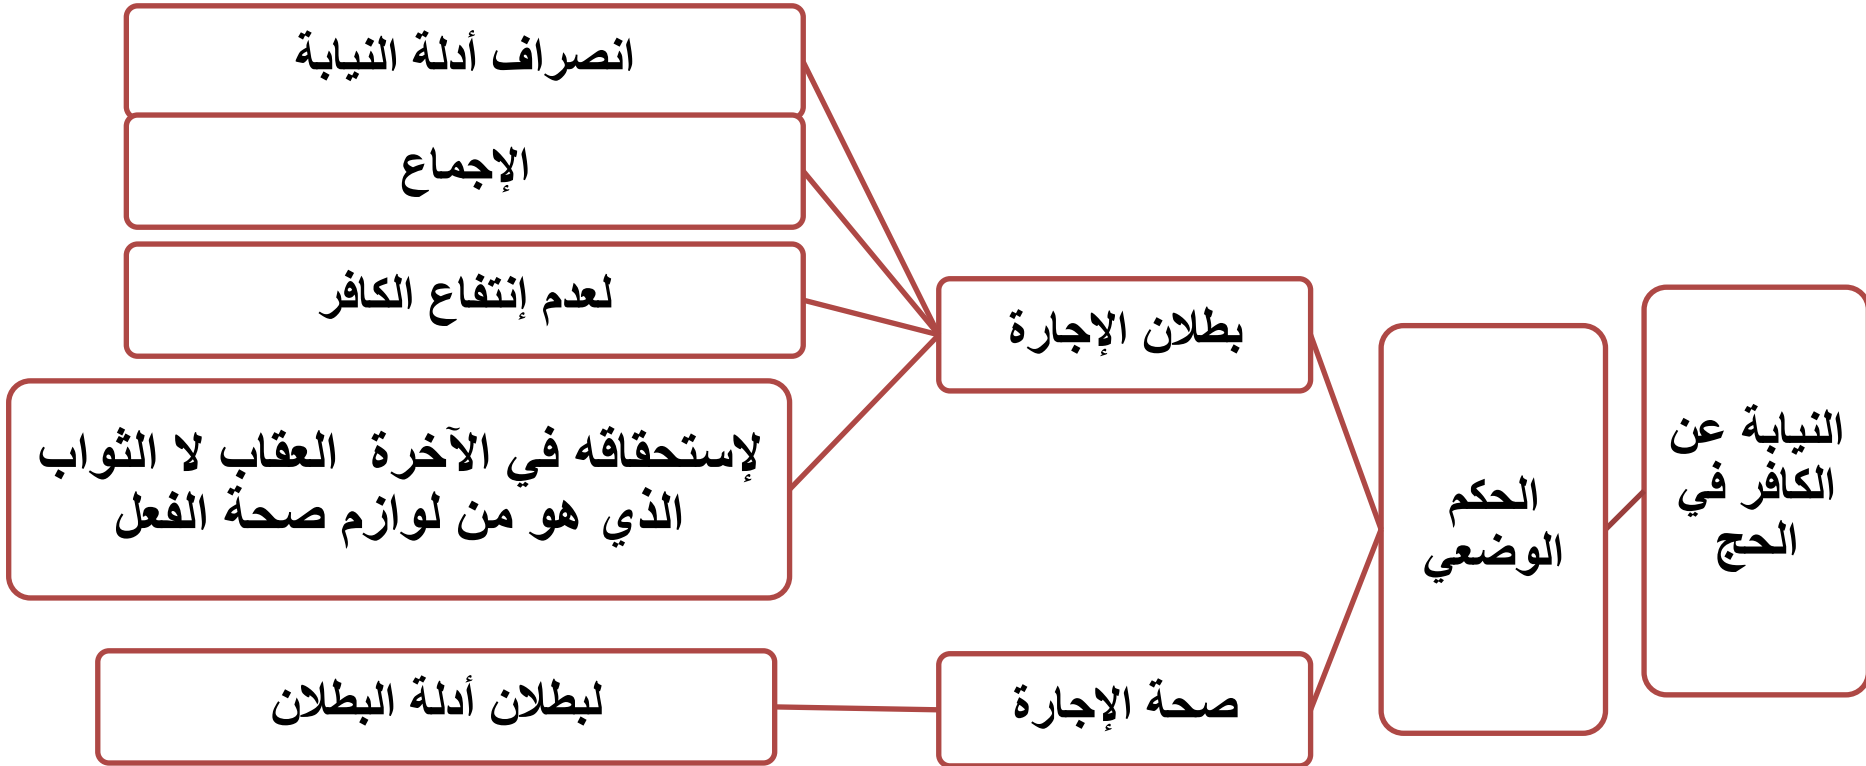 النيابة عن
الكافر في
الحج
الحكم
الوضعي
بطلان الإجارة
انصراف أدلة النيابة
الإجماع
لعدم إنتفاع الكافر
لإستحقاقه في الآخرة العقاب لا الثواب
الذي هو من لوازم صحة الفعل
صحة الإجارة
لبطلان أدلة البطلان